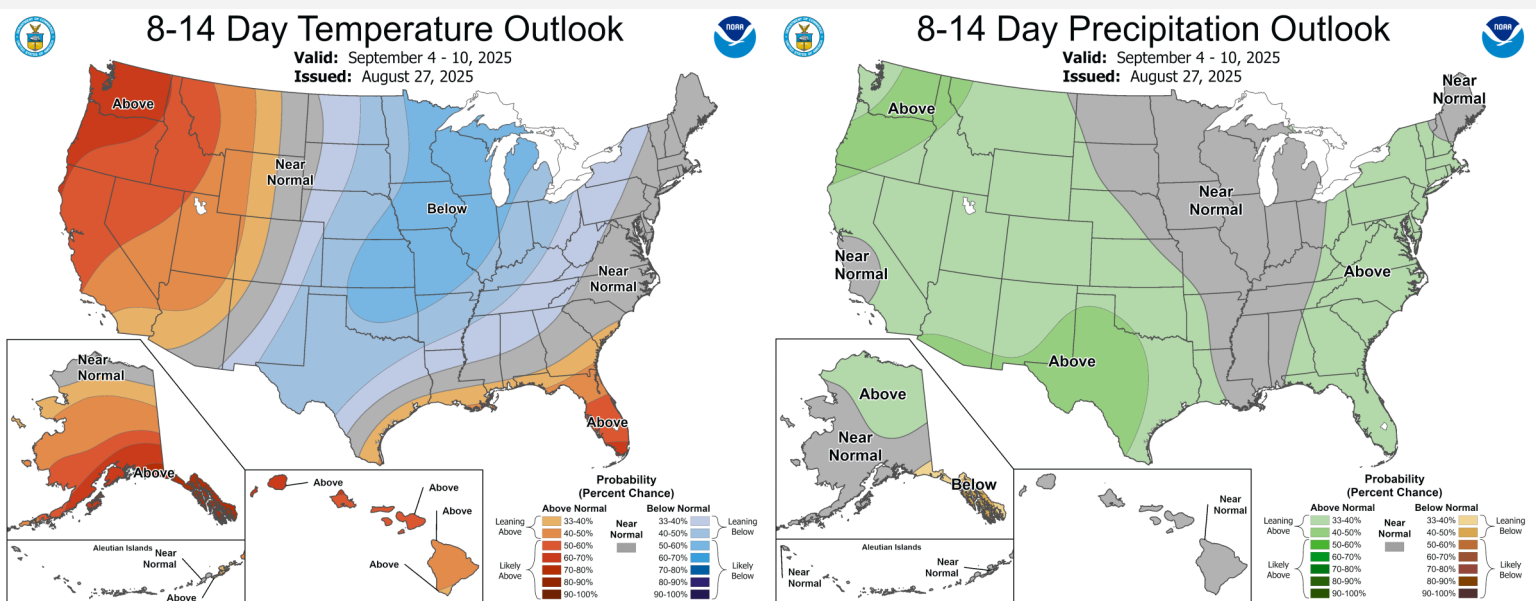 8-14 Day Temperature Outlook
Valid: September 4 - 10, 2025
Issued: August 27, 2025
NOAA
Above
Near
Normal
Below
Near
Normal
Above
Near
Normal
Above
Above
Above
Above
Above
Aleutian Islands
Near
Normal
Above
Probability
(Percent Chance)
Above Normal
Below Normal
Near
Normal
Leaning
Above
Likely
Above
33-40%
40-50%
50-60%
60-70%
70-80%
80-90%
90-100%
33-40%
40-50%
50-60%
60-70%
70-80%
80-90%
90-100%
Leaning
Below
Likely
Below
8-14 Day Precipitation Outlook
Valid: September 4 - 10, 2025
Issued: August 27, 2025
NOAA
Above
Near
Normal
Near
Normal
Near
Normal
Above
Above
Above
Near
Normal
Below
Near
Normal
Aleutian Islands
Near
Normal
Near
Normal
Probability
(Percent Chance)
Above Normal
Below Normal
Near
Normal
Leaning
Above
Likely
Above
33-40%
40-50%
50-60%
60-70%
70-80%
80-90%
90-100%
33-40%
40-50%
50-60%
60-70%
70-80%
80-90%
90-100%
Leaning
Below
Likely
Below